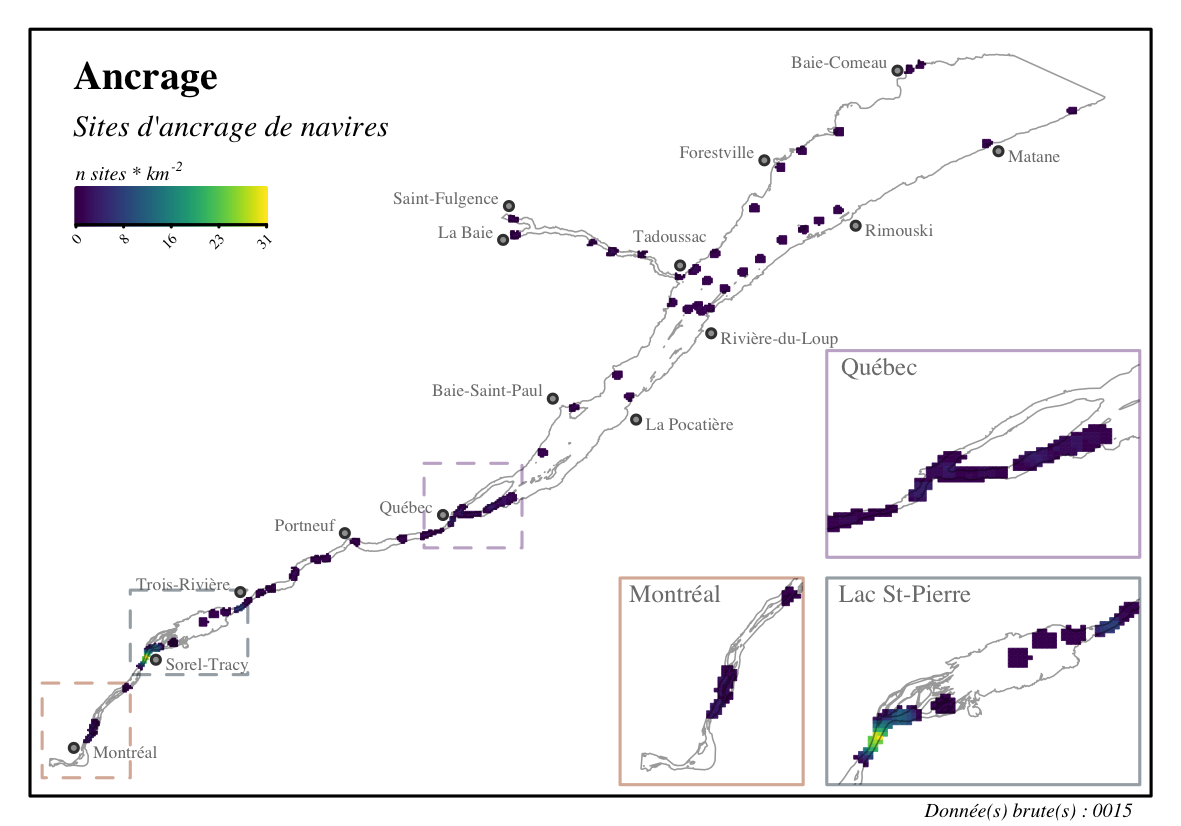 Ancrage
Sites d'ancrage de navires
n sites * km-2
0 8 16 23 31
Baie-Comeau
Forestville
Matane
Saint-Fulgence
La Baie
Tadoussac
Rimouski
Rivière-du-Loup
Baie-Saint-Paul
La Pocatière
Québec
Portneuf
Trois-Rivière
Sorel-Tracy
Montréal
Québec
Montréal
Lac St-Pierre
Donnée(s) brute(s) : 0015